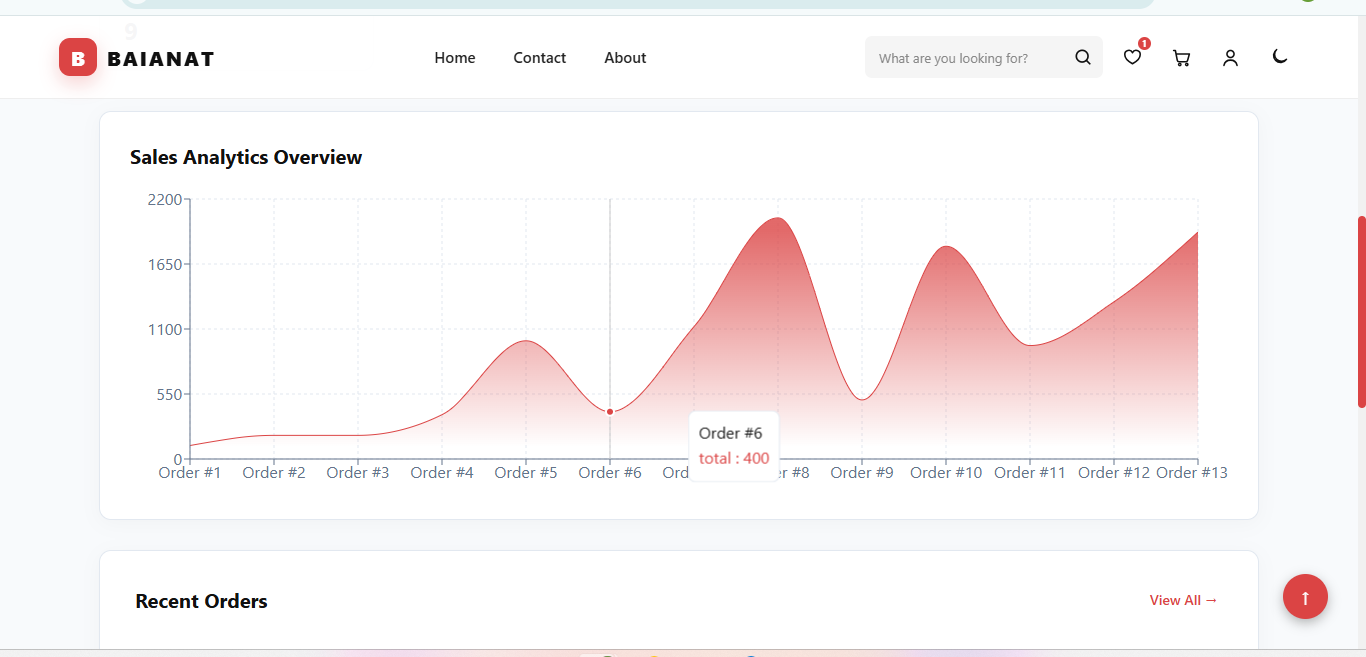 9
B BAIANAT
Home Contact About
What are you looking for?
1
Sales Analytics Overview
2200
1650
1100
550
0
Order #1 Order #2 Order #3 Order #4 Order #5 Order #6 Ord r #8 Order #9 Order #10 Order #11 Order #12 Order #13
Order #6
total : 400
Recent Orders
View All →
↑